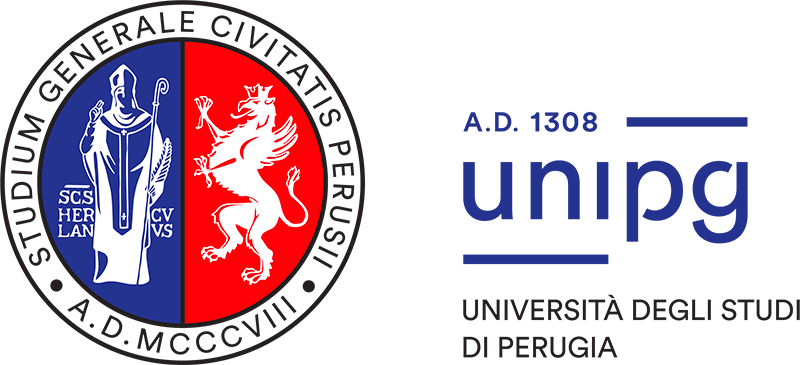 STUDIUM GENERALE CIVITATIS PERUSII
• A.D. MCCCVIII •
SCS
HER CV
LAN VS
A.D. 1308
unipg
UNIVERSITÀ DEGLI STUDI
DI PERUGIA